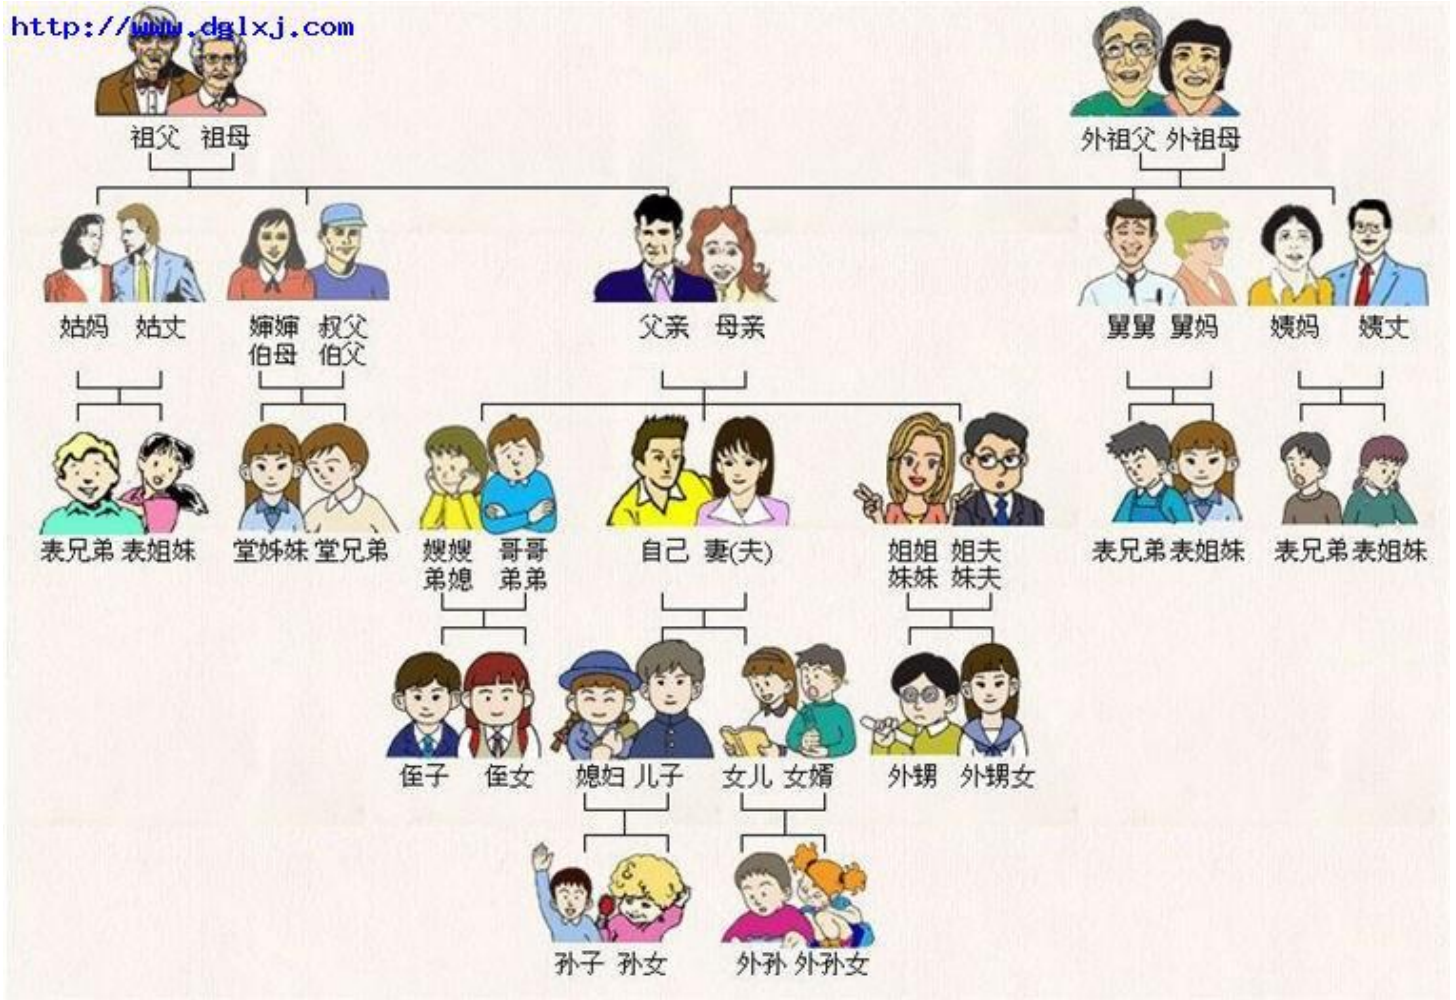 http://www.dglxj.com
祖父 祖母
外祖父 外祖母
姑妈 姑丈
婶婶 叔父
伯母 伯父
父亲 母亲
舅舅 舅妈
姨妈 姨丈
表兄弟 表姐妹
堂姊妹 堂兄弟
嫂嫂 哥哥
弟媳 弟弟
自己 妻(夫)
姐姐 姐夫
妹妹 妹夫
表兄弟 表姐妹
表兄弟 表姐妹
侄子 侄女
媳妇 儿子
女儿 女婿
外甥 外甥女
孙子 孙女
外孙 外孙女